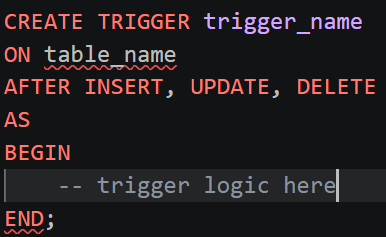 CREATE TRIGGER trigger_name
ON table_name
AFTER INSERT, UPDATE, DELETE
AS
BEGIN
    -- trigger logic here
END;